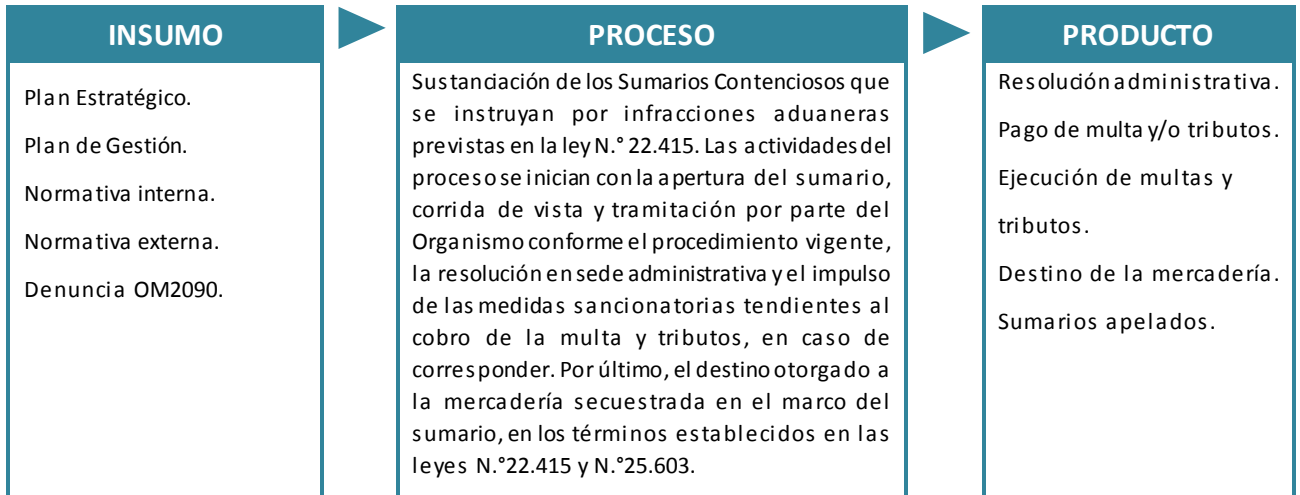 INSUMO
Plan Estratégico.
Plan de Gestión.
Normativa interna.
Normativa externa.
Denuncia OM2090.
PROCESO
Sustanciación de los Sumarios Contenciosos que
se instruyan por infracciones aduaneras
previstas en la ley N.° 22.415. Las actividades del
proceso se inician con la apertura del sumario,
corrida de vista y tramitación por parte del
Organismo conforme el procedimiento vigente,
la resolución en sede administrativa y el impulso
de las medidas sancionatorias tendientes al
cobro de la multa y tributos, en caso de
corresponder. Por último, el destino otorgado a
la mercadería secuestrada en el marco del
sumario, en los términos establecidos en las
leyes N.°22.415 y N.°25.603.
PRODUCTO
Resolución administrativa.
Pago de multa y/o tributos.
Ejecución de multas y
tributos.
Destino de la mercadería.
Sumarios apelados.